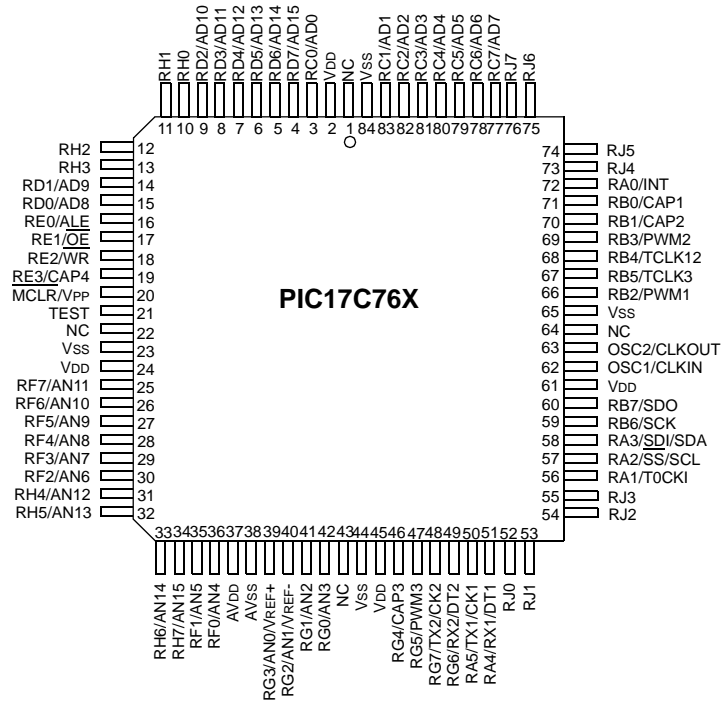 RH1
RH0
RD2/AD10
RD3/AD11
RD4/AD12
RD5/AD13
RD6/AD14
RD7/AD15
RC0/AD0
VDD
NC
VSS
RC1/AD1
RC2/AD2
RC3/AD3
RC4/AD4
RC5/AD5
RC6/AD6
RC7/AD7
RJ7
RJ6
11 10 9 8 7 6 5 4 3 2 1 84 83 82 81 80 79 78 77 76 75
RH2 12
RH3 13
RD1/AD9 14
RD0/AD8 15
RE0/ALE 16
RE1/OE 17
RE2/WR 18
RE3/CAP4 19
MCLR/VPP 20
TEST 21
NC 22
VSS 23
VDD 24
RF7/AN11 25
RF6/AN10 26
RF5/AN9 27
RF4/AN8 28
RF3/AN7 29
RF2/AN6 30
RH4/AN12 31
RH5/AN13 32
PIC17C76X
74 RJ5
73 RJ4
72 RA0/INT
71 RB0/CAP1
70 RB1/CAP2
69 RB3/PWM2
68 RB4/TCLK12
67 RB5/TCLK3
66 RB2/PWM1
65 VSS
64 NC
63 OSC2/CLKOUT
62 OSC1/CLKIN
61 VDD
60 RB7/SDO
59 RB6/SCK
58 RA3/SDI/SDA
57 RA2/SS/SCL
56 RA1/T0CKI
55 RJ3
54 RJ2
33 34 35 36 37 38 39 40 41 42 43 44 45 46 47 48 49 50 51 52 53
RH6/AN14
RH7/AN15
RF1/AN5
RF0/AN4
AVDD
AVSS
RG3/AN0/VREF+
RG2/AN1/VREF-
RG1/AN2
RG0/AN3
NC
VSS
VDD
RG4/CAP3
RG5/PWM3
RG7/TX2/CK2
RG6/RX2/DT2
RA5/TX1/CK1
RA4/RX1/DT1
RJ0
RJ1